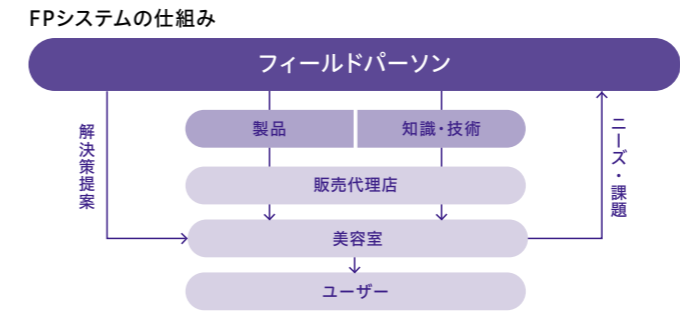 FPシステムの仕組み
フィールドパーソン
解決策提案
製品
知識・技術
ニーズ・課題
販売代理店
美容室
ユーザー